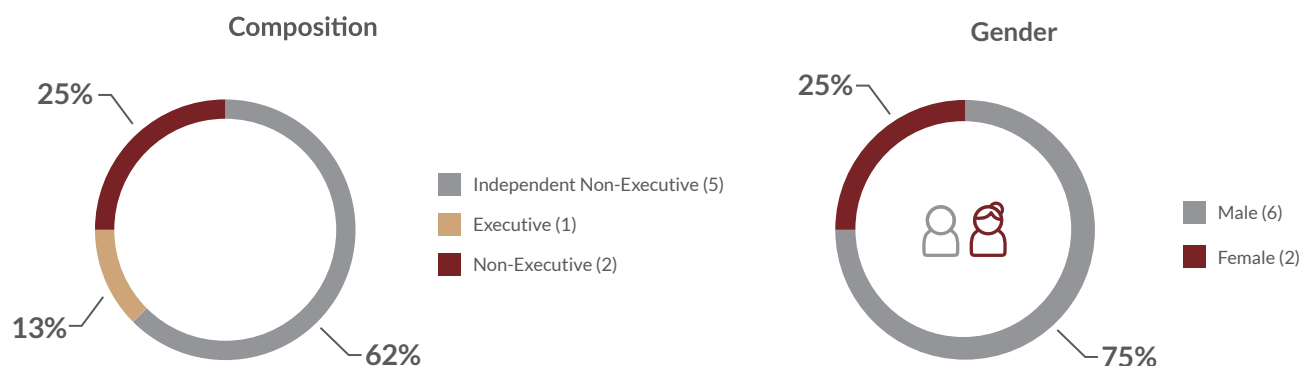 Composition
25%
13%
62%
Independent Non-Executive (5)
Executive (1)
Non-Executive (2)
Gender
25%
75%
Male (6)
Female (2)